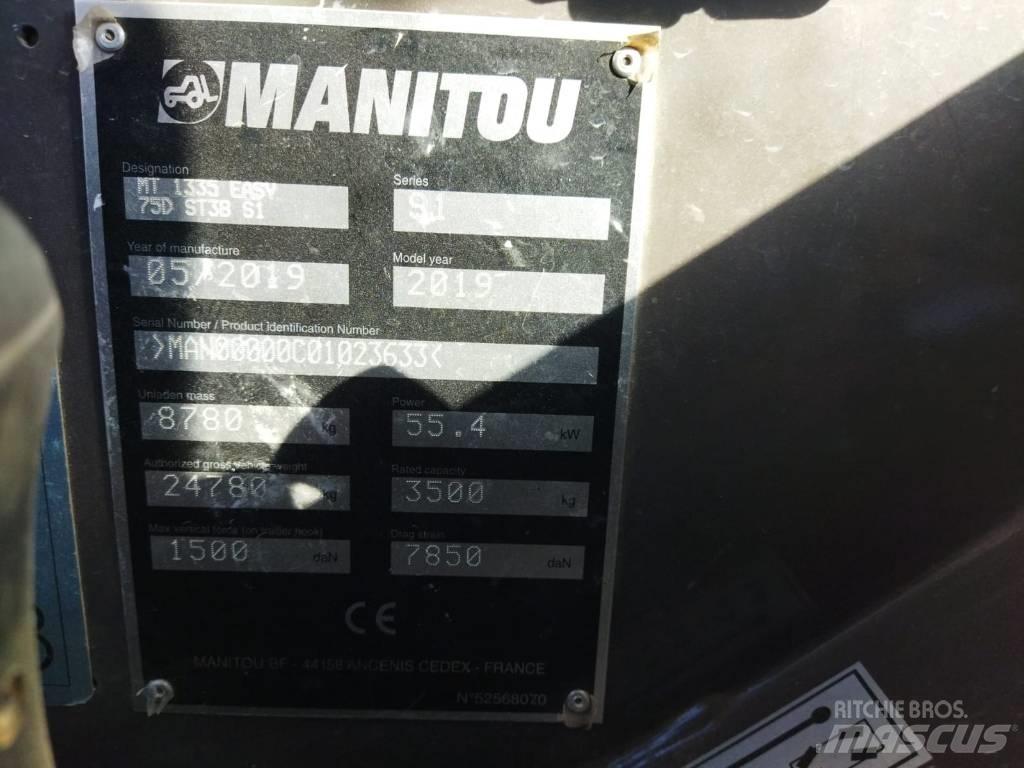 MANITOU
Designation
MT 1335 EASY
75D ST3B S1
Series
S1
Year of manufacture
05/2019
Model year
2019
Serial Number / Product Identification Number
>MAN00000C01023633<
Unladen mass
8780 kg
Power
55.4 kW
Authorized gross vehicle weight
24780 kg
Rated capacity
3500 kg
Max vertical force (on trailer hook)
1500 daN
Drag strain
7850 daN
CE
MANITOU BF - 44158 ANCENIS CEDEX - FRANCE
N°52568070
RITCHIE BROS.
MASCUS